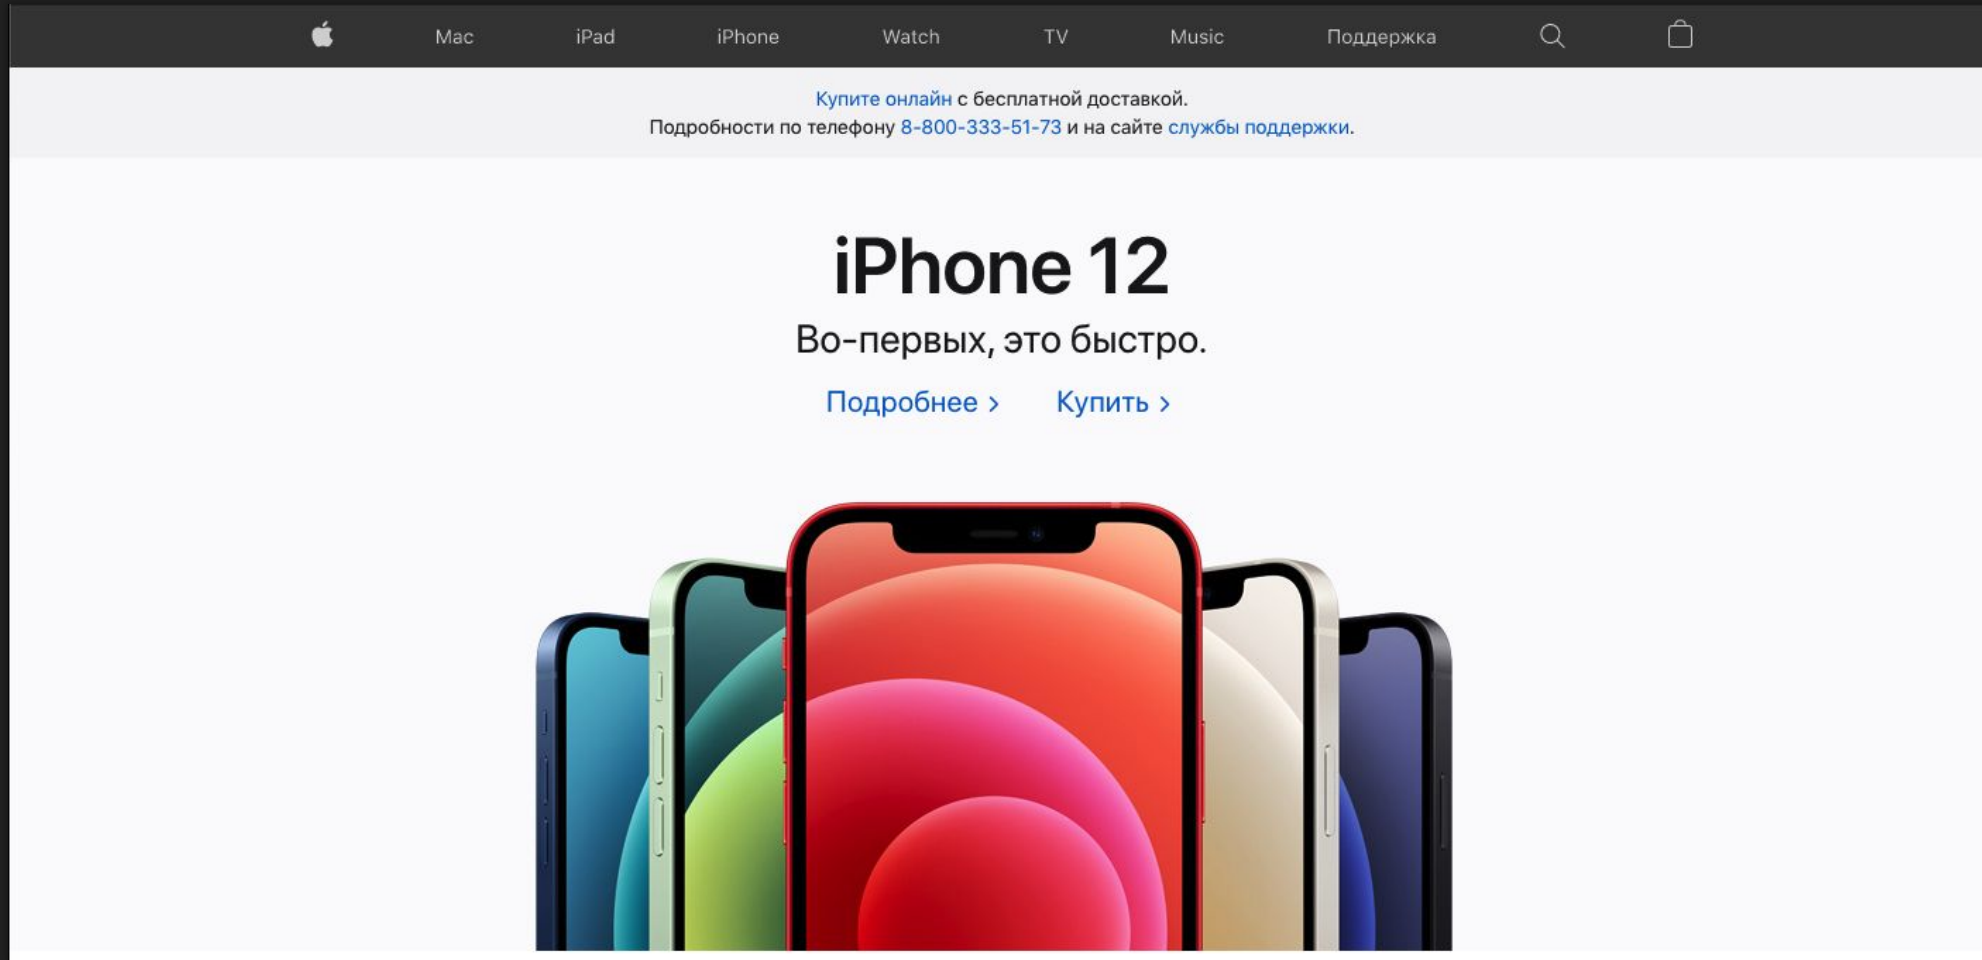 Mac iPad iPhone Watch TV Music Поддержка
Купите онлайн с бесплатной доставкой.
Подробности по телефону 8-800-333-51-73 и на сайте службы поддержки.
iPhone 12
Во-первых, это быстро.
Подробнее > Купить >